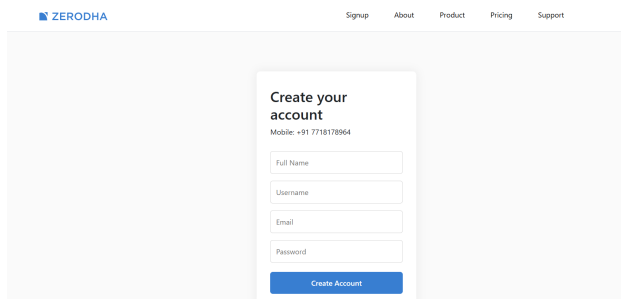 ZERODHA
Signup About Product Pricing Support
Create your
account
Mobile: +91 7718178964
Full Name
Username
Email
Password
Create Account